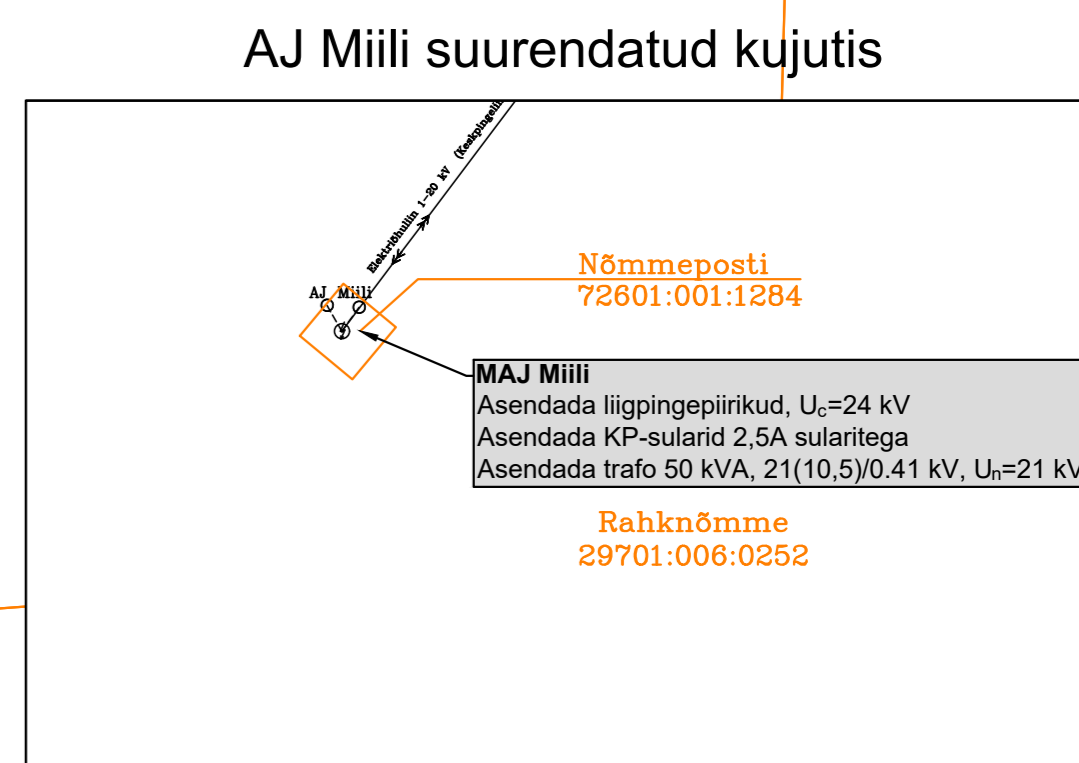 AJ Miili suurendatud kujutis
Elektriõhuliin 1-20 kV (Keskpingeliin
Nõmmeposti
72601:001:1284
AJ Miili
MAJ Miili
Asendada liigpingepiirikud, Uc=24 kV
Asendada KP-sularid 2,5A sularitega
Asendada trafo 50 kVA, 21(10,5)/0.41 kV, Un=21 kV
Rahknõmme
29701:006:0252